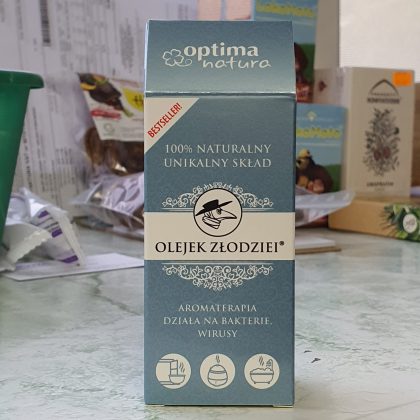 optima
natura
BESTSELLER!
100% NATURALNY
UNIKALNY SKŁAD
OLEJEK ZŁODZIEI®
AROMATERAPIA
DZIAŁA NA BAKTERIE,
WIRUSY